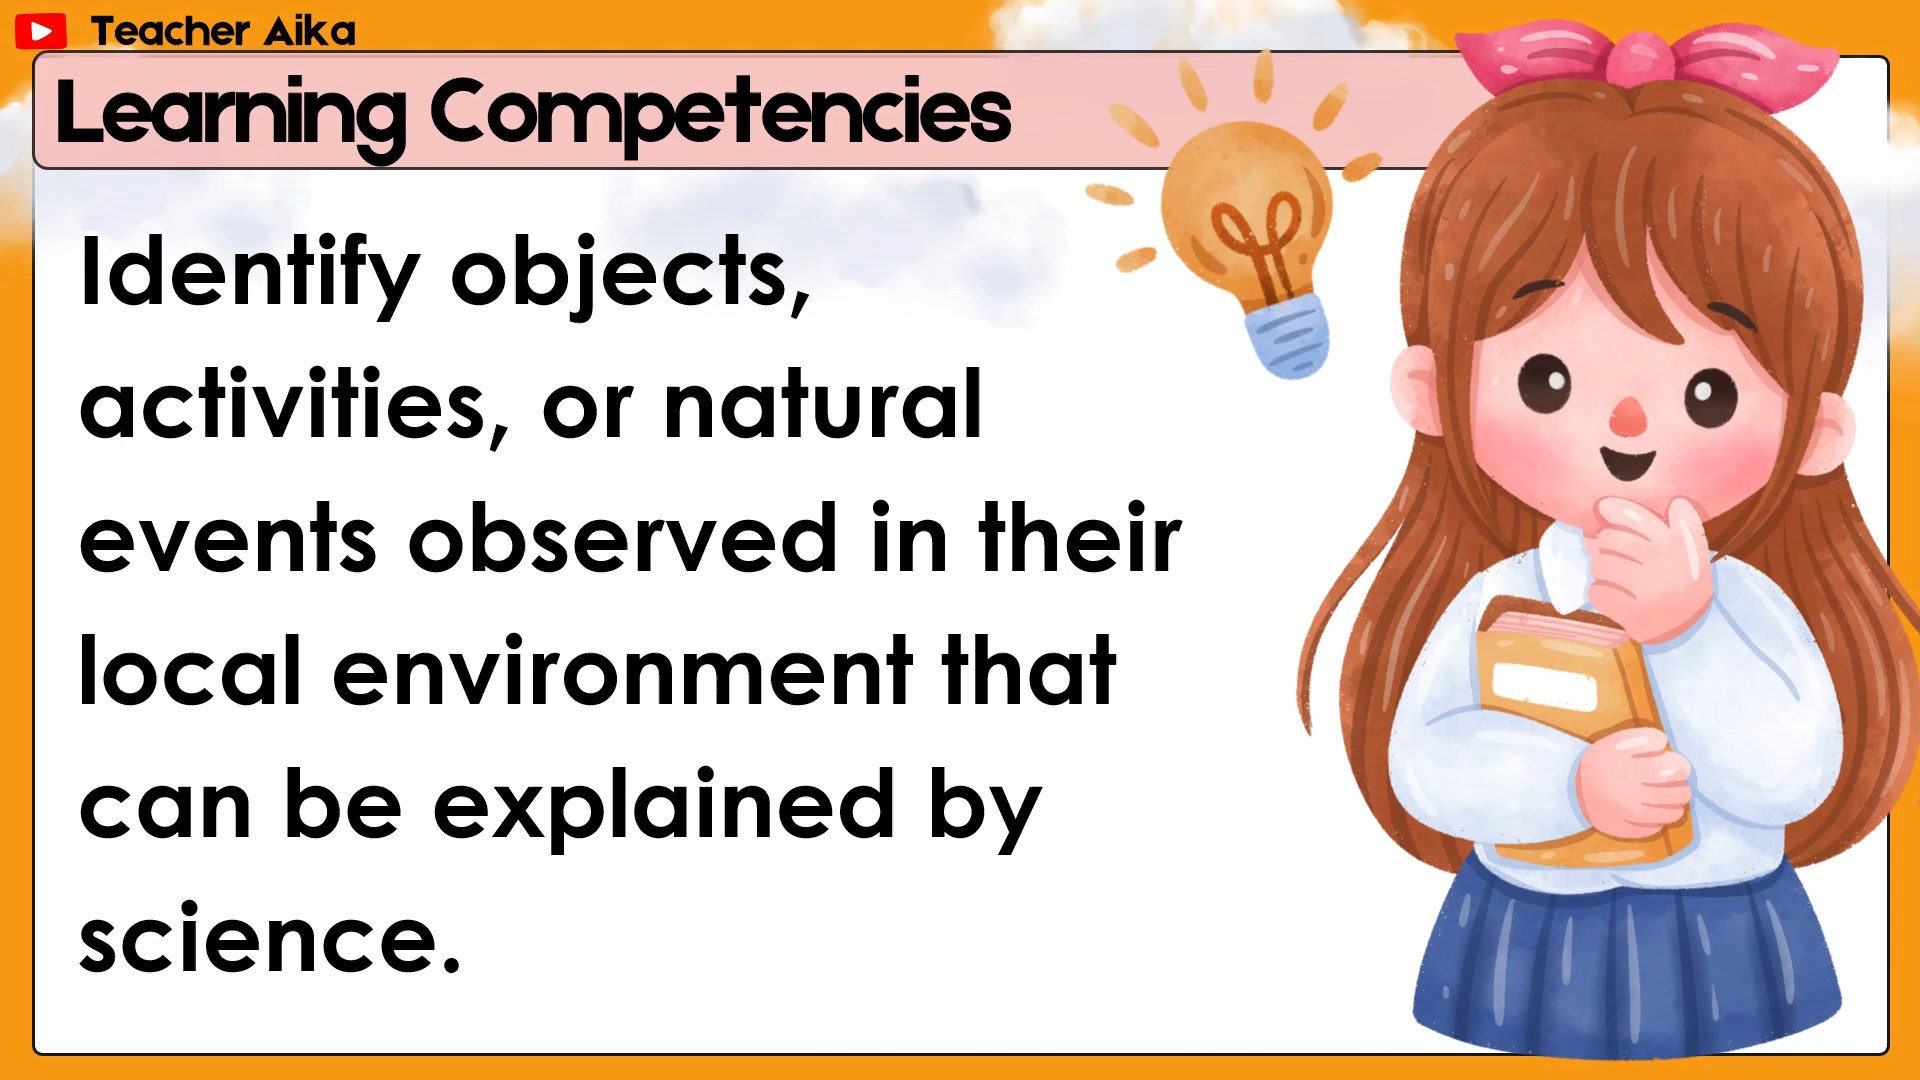 Teacher Aika
Learning Competencies
Identify objects,
activities, or natural
events observed in their
local environment that
can be explained by
science.